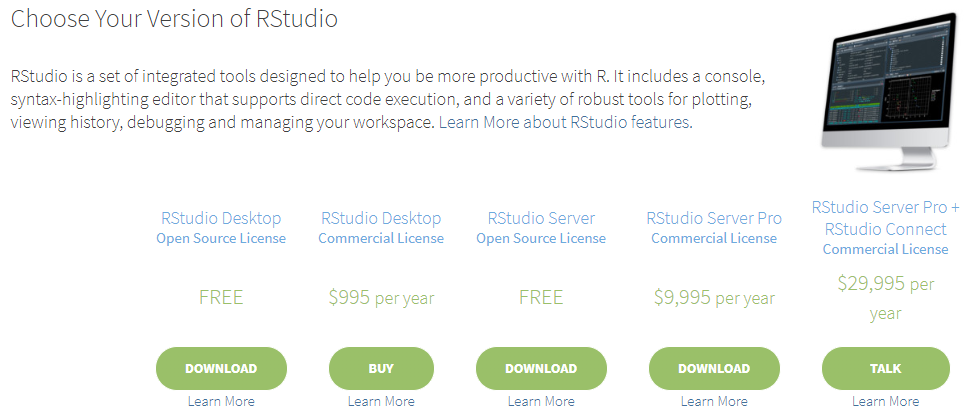 Choose Your Version of RStudio
RStudio is a set of integrated tools designed to help you be more productive with R. It includes a console,
syntax-highlighting editor that supports direct code execution, and a variety of robust tools for plotting,
viewing history, debugging and managing your workspace. Learn More about RStudio features.
RStudio Desktop
Open Source License
FREE
DOWNLOAD
Learn More
RStudio Desktop
Commercial License
$995 per year
BUY
Learn More
RStudio Server
Open Source License
FREE
DOWNLOAD
Learn More
RStudio Server Pro
Commercial License
$9,995 per year
DOWNLOAD
Learn More
RStudio Server Pro +
RStudio Connect
Commercial License
$29,995 per
year
TALK
Learn More